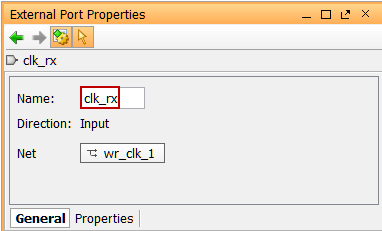 External Port Properties
clk_rx
Name: clk_rx
Direction: Input
Net wr_clk_1
General Properties